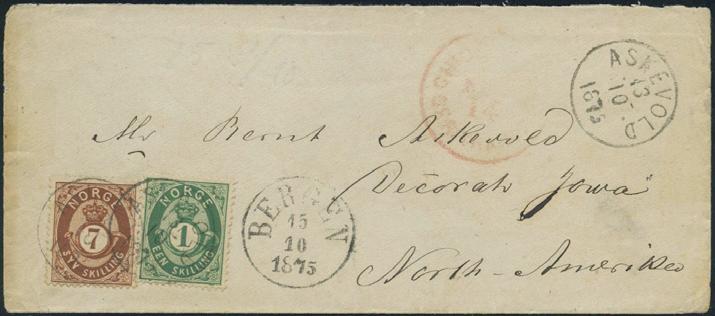 ASKEVOLD
13
10
1875
Mr Bernt Askevold
Decorah Iowa
North-Amerika
BERGEN
15
10
1875
NORGE
7
SYV SKILLING
NORGE
1
EEN SKILLING